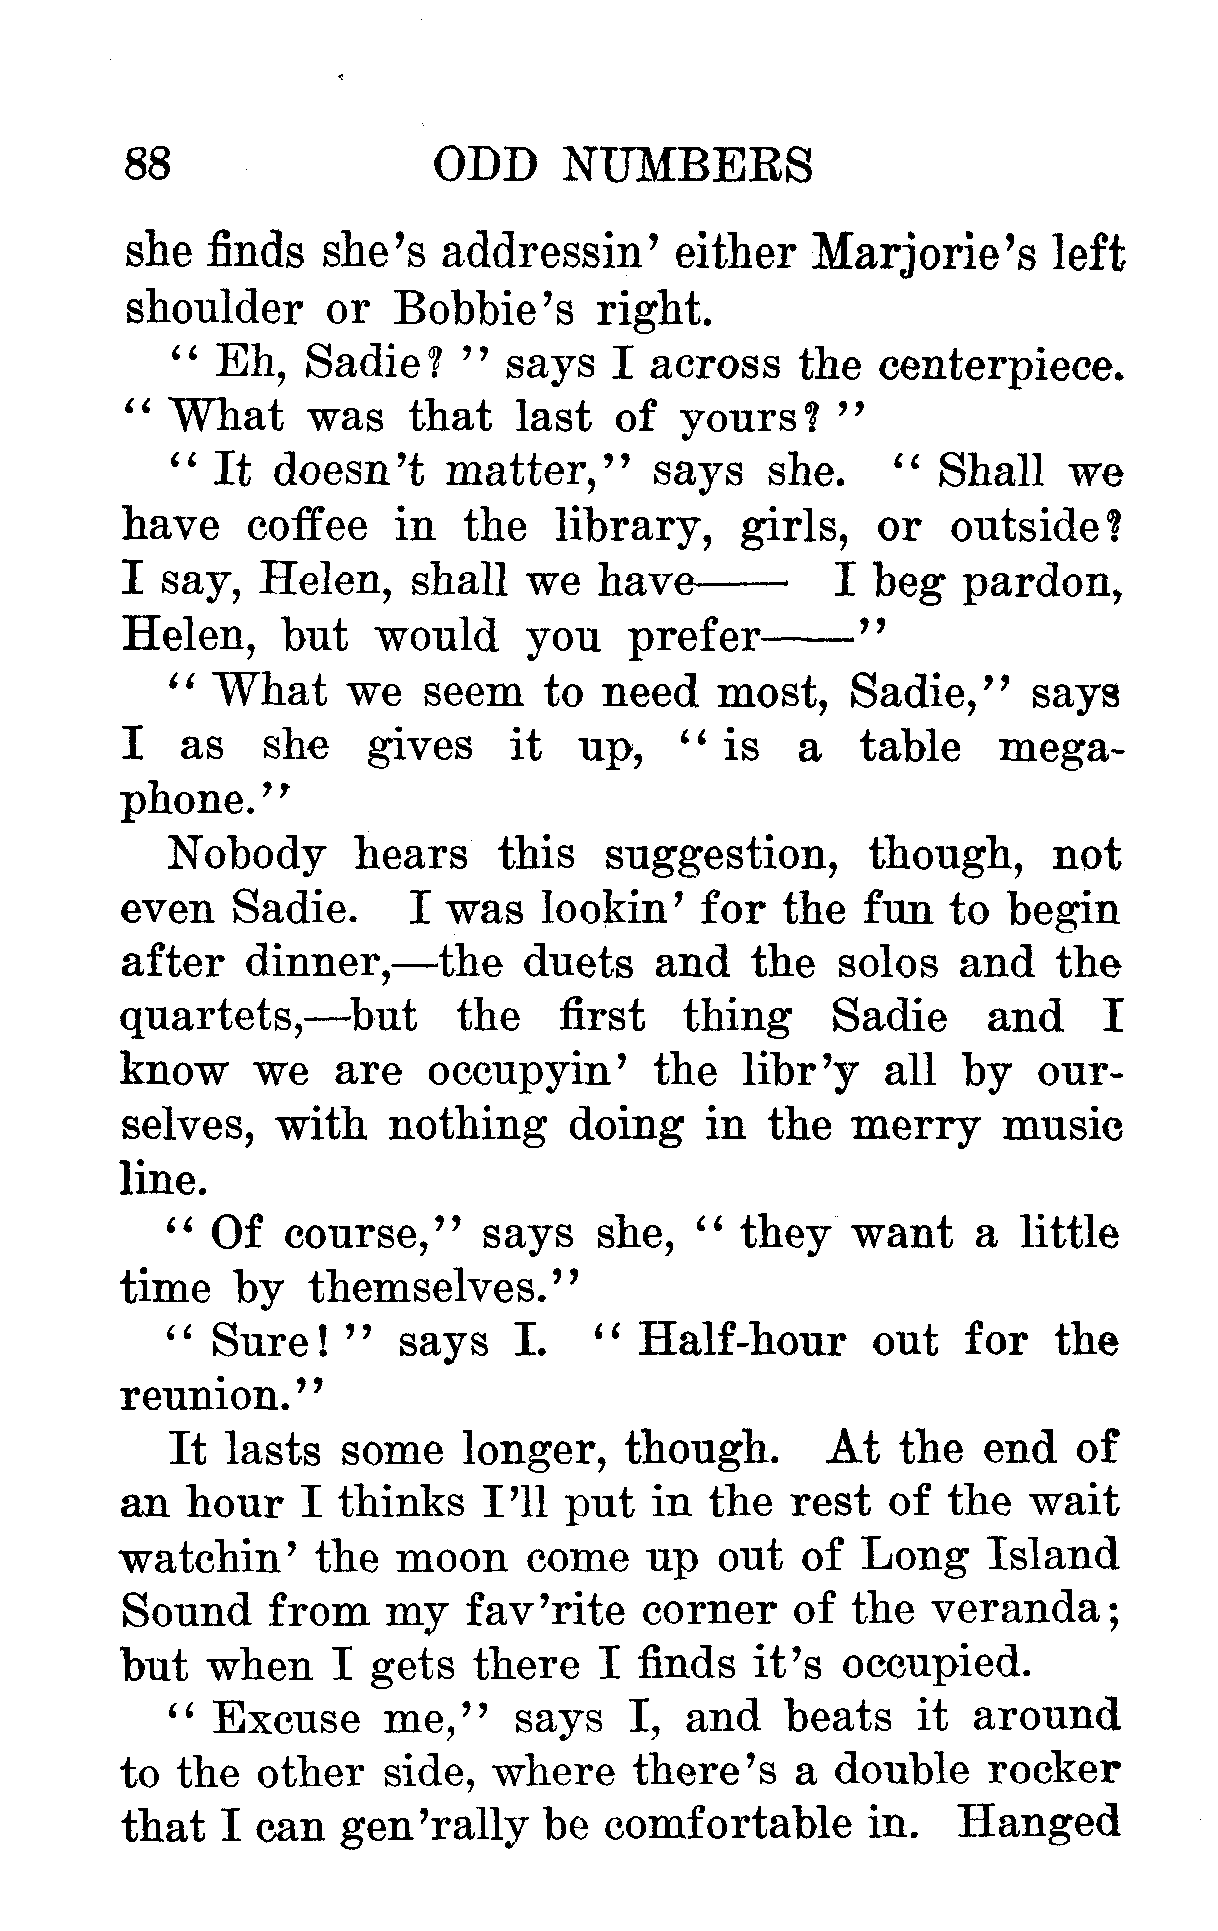 88 ODD NUMBERS
she finds she's addressin' either Marjorie's left
shoulder or Bobbie's right.
"Eh, Sadie?" says I across the centerpiece.
"What was that last of yours?"
"It doesn't matter," says she. "Shall we
have coffee in the library, girls, or outside?
I say, Helen, shall we have—— I beg pardon,
Helen, but would you prefer——"
"What we seem to need most, Sadie," says
I as she gives it up, "is a table mega-
phone."
Nobody hears this suggestion, though, not
even Sadie. I was lookin' for the fun to begin
after dinner,—the duets and the solos and the
quartets,—but the first thing Sadie and I
know we are occupyin' the libr'y all by our-
selves, with nothing doing in the merry music
line.
"Of course," says she, "they want a little
time by themselves."
"Sure!" says I. "Half-hour out for the
reunion."
It lasts some longer, though. At the end of
an hour I thinks I'll put in the rest of the wait
watchin' the moon come up out of Long Island
Sound from my fav'rite corner of the veranda;
but when I gets there I finds it's occupied.
"Excuse me," says I, and beats it around
to the other side, where there's a double rocker
that I can gen'rally be comfortable in. Hanged